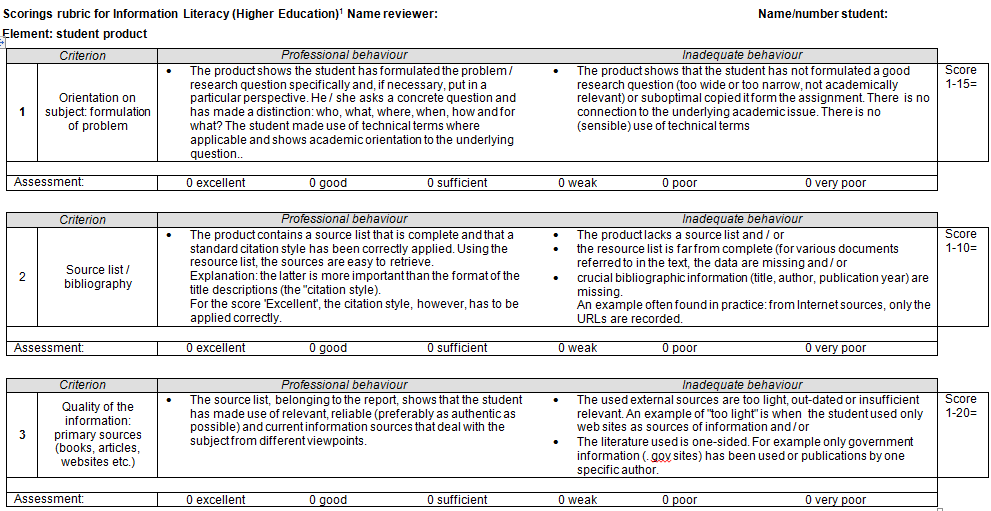 Scorings rubric for Information Literacy (Higher Education)¹ Name reviewer: Name/number student:
Element: student product
Criterion Professional behaviour Inadequate behaviour
1
Orientation on
subject: formulation
of problem
• The product shows the student has formulated the problem /
research question specifically and, if necessary, put in a
particular perspective. He / she asks a concrete question and
has made a distinction: who, what, where, when, how and for
what? The student made use of technical terms where
applicable and shows academic orientation to the underlying
question..
• The product shows that the student has not formulated a good
research question (too wide or too narrow, not academically
relevant) or suboptimal copied it form the assignment. There is no
connection to the underlying academic issue. There is no
(sensible) use of technical terms
Score
1-15=
Assessment: 0 excellent 0 good 0 sufficient 0 weak 0 poor 0 very poor
Criterion Professional behaviour Inadequate behaviour
2
Source list /
bibliography
• The product contains a source list that is complete and that a
standard citation style has been correctly applied. Using the
resource list, the sources are easy to retrieve.
Explanation: the latter is more important than the format of the
title descriptions (the "citation style).
For the score 'Excellent', the citation style, however, has to be
applied correctly.
• The product lacks a source list and / or
• the resource list is far from complete (for various documents
referred to in the text, the data are missing and / or
• crucial bibliographic information (title, author, publication year) are
missing.
An example often found in practice: from Internet sources, only the
URLs are recorded.
Score
1-10=
Assessment: 0 excellent 0 good 0 sufficient 0 weak 0 poor 0 very poor
Criterion Professional behaviour Inadequate behaviour
3
Quality of the
information:
primary sources
(books, articles,
websites etc.)
• The source list, belonging to the report, shows that the student
has made use of relevant, reliable (preferably as authentic as
possible) and current information sources that deal with the
subject from different viewpoints.
• The used external sources are too light, out-dated or insufficient
relevant. An example of "too light" is when the student used only
web sites as sources of information and / or
• The literature used is one-sided. For example only government
information (. gov sites) has been used or publications by one
specific author.
Score
1-20=
Assessment: 0 excellent 0 good 0 sufficient 0 weak 0 poor 0 very poor